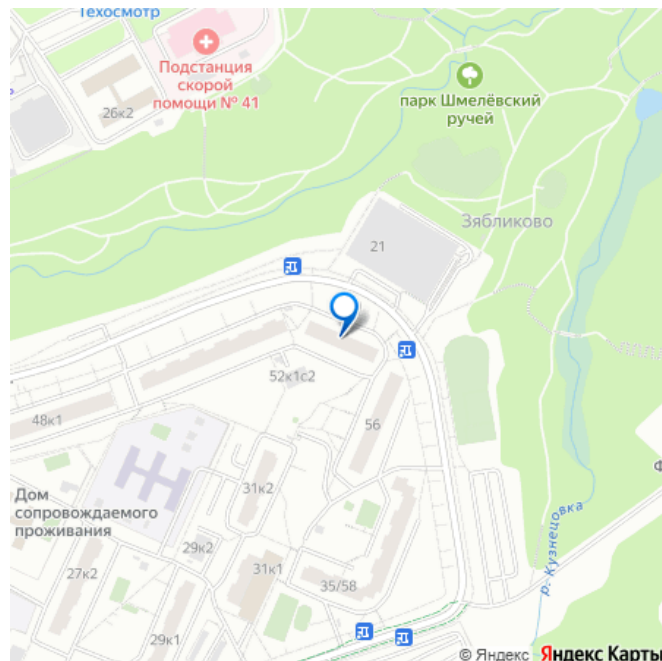 Техосмотр
Подстанция
скорой
помощи № 41
26к2
парк Шмелёвский
ручей
Зябликово
21
52к1с2
48к1
56
31к2
Дом
сопровождаемого
проживания
29к2
27к2
31к1
35/58
29к1
р. Кузнецовка
© Яндекс Яндекс Карты